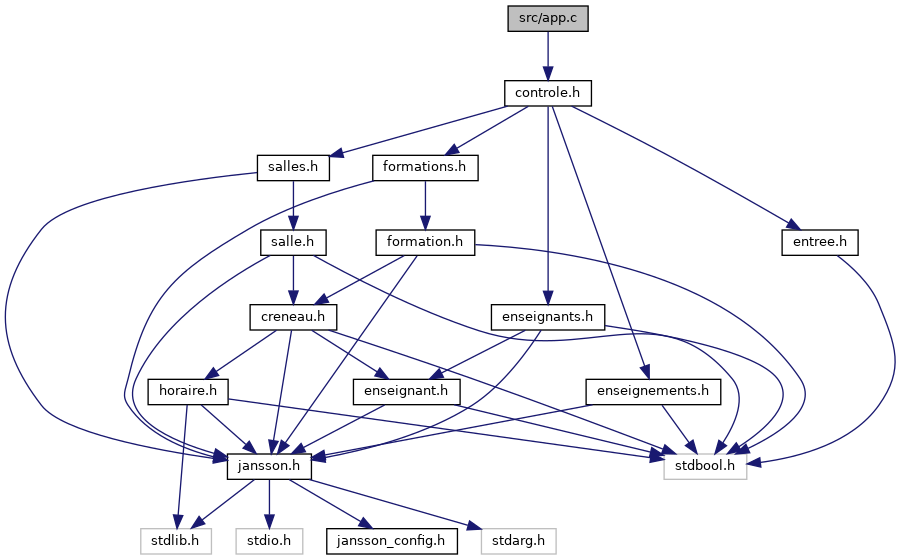 src/app.c
controle.h
salles.h
formations.h
salle.h
formation.h
entree.h
creneau.h
enseignants.h
horaire.h
enseignant.h
enseignements.h
jansson.h
stdbool.h
stdlib.h
stdio.h
jansson_config.h
stdarg.h